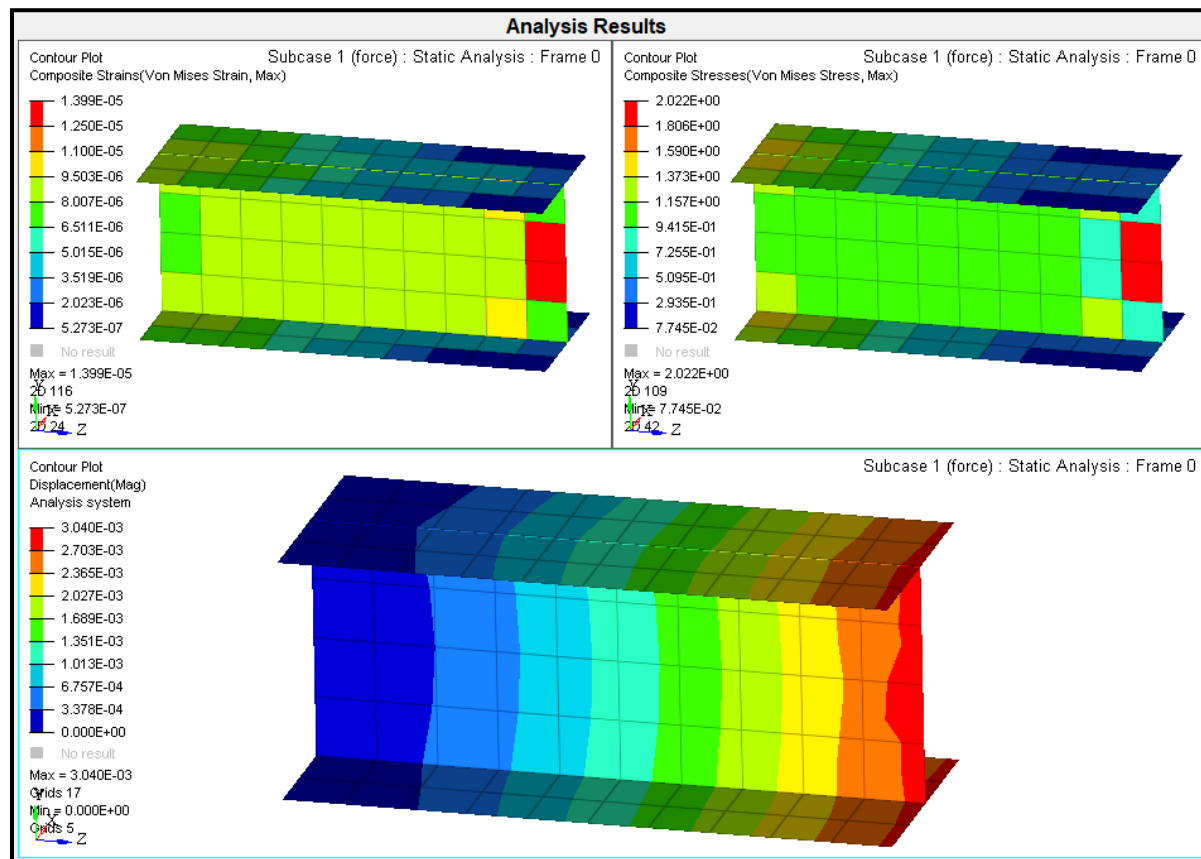 Analysis Results
Contour Plot
Composite Strains(Von Mises Strain, Max)
Subcase 1 (force) : Static Analysis : Frame 0
1.399E-05
1.250E-05
1.100E-05
9.503E-06
8.007E-06
6.511E-06
5.015E-06
3.519E-06
2.023E-06
5.273E-07
No result
Max = 1.399E-05
2D 116
Min = 5.273E-07
2D 24
Y
X
Z
Contour Plot
Composite Stresses(Von Mises Stress, Max)
Subcase 1 (force) : Static Analysis : Frame 0
2.022E+00
1.806E+00
1.590E+00
1.373E+00
1.157E+00
9.415E-01
7.255E-01
5.095E-01
2.935E-01
7.745E-02
No result
Max = 2.022E+00
2D 109
Min = 7.745E-02
2D 42
Y
X
Z
Contour Plot
Displacement(Mag)
Analysis system
Subcase 1 (force) : Static Analysis : Frame 0
3.040E-03
2.703E-03
2.365E-03
2.027E-03
1.689E-03
1.351E-03
1.013E-03
6.757E-04
3.378E-04
0.000E+00
No result
Max = 3.040E-03
Grids 17
Min = 0.000E+00
Grids 5
Y
X
Z